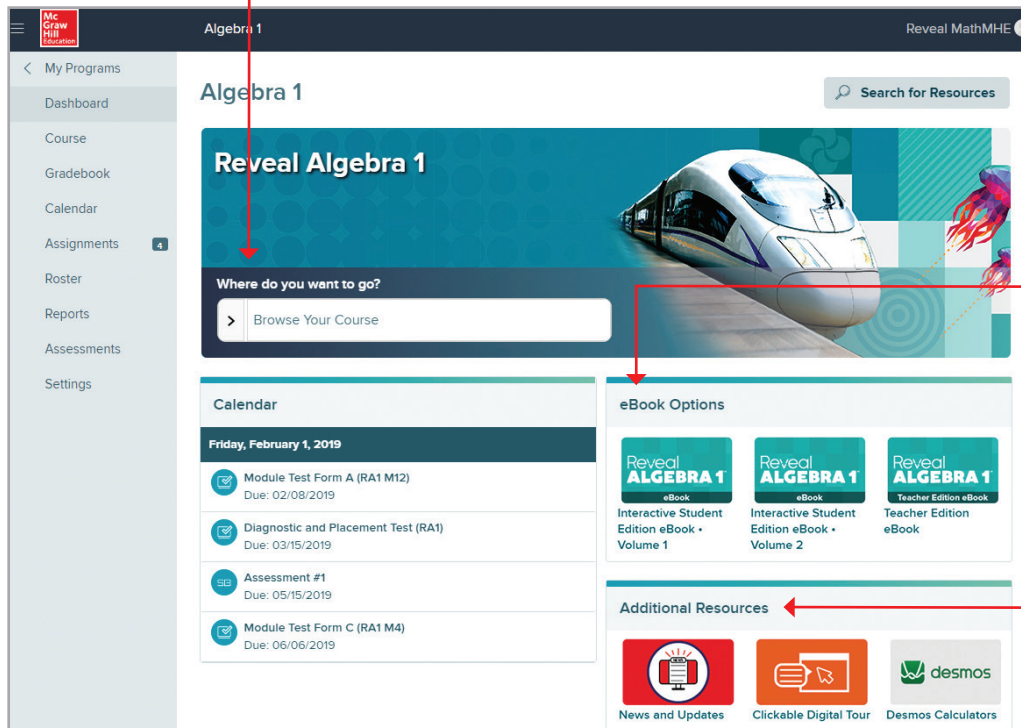 Mc
Graw
Hill
Education
Algebra 1
Reveal MathMHE
My Programs
Dashboard
Course
Gradebook
Calendar
Assignments 4
Roster
Reports
Assessments
Settings
Algebra 1
Search for Resources
Reveal Algebra 1
Where do you want to go?
Browse Your Course
Calendar
Friday, February 1, 2019
Module Test Form A (RA1 M12)
Due: 02/08/2019
Diagnostic and Placement Test (RA1)
Due: 03/15/2019
SE Assessment #1
Due: 05/15/2019
Module Test Form C (RA1 M4)
Due: 06/06/2019
eBook Options
Reveal
ALGEBRA 1
eBook
Interactive Student
Edition eBook •
Volume 1
Reveal
ALGEBRA 1
eBook
Interactive Student
Edition eBook •
Volume 2
Reveal
ALGEBRA 1
Teacher Edition eBook
Teacher Edition
eBook
Additional Resources
NEWS
News and Updates
Clickable Digital Tour
desmos
Desmos Calculators